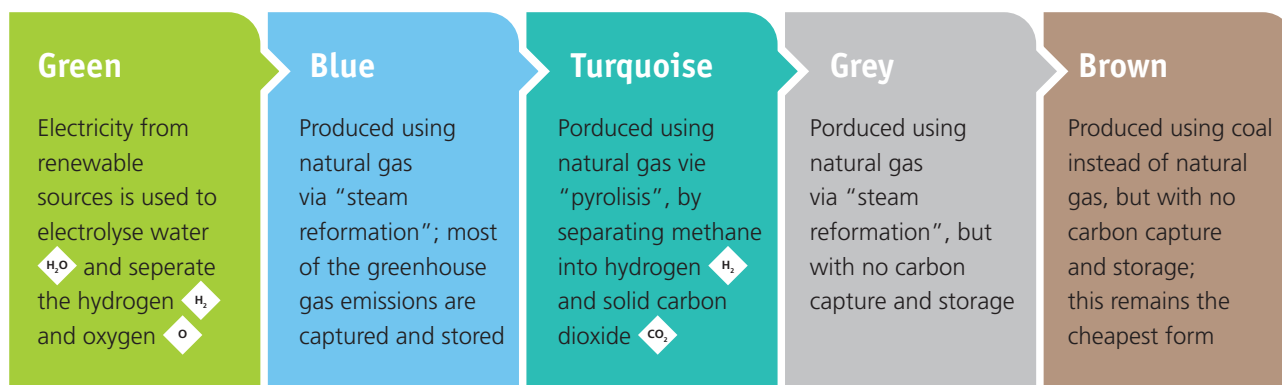 Green
Electricity from
renewable
sources is used to
electrolyse water
H₂O and seperate
the hydrogen H₂
and oxygen O
Blue
Produced using
natural gas
via “steam
reformation”; most
of the greenhouse
gas emissions are
captured and stored
Turquoise
Porduced using
natural gas vie
“pyrolisis”, by
separating methane
into hydrogen H₂
and solid carbon
dioxide CO₂
Grey
Porduced using
natural gas
via “steam
reformation”, but
with no carbon
capture and storage
Brown
Produced using coal
instead of natural
gas, but with no
carbon capture
and storage;
this remains the
cheapest form